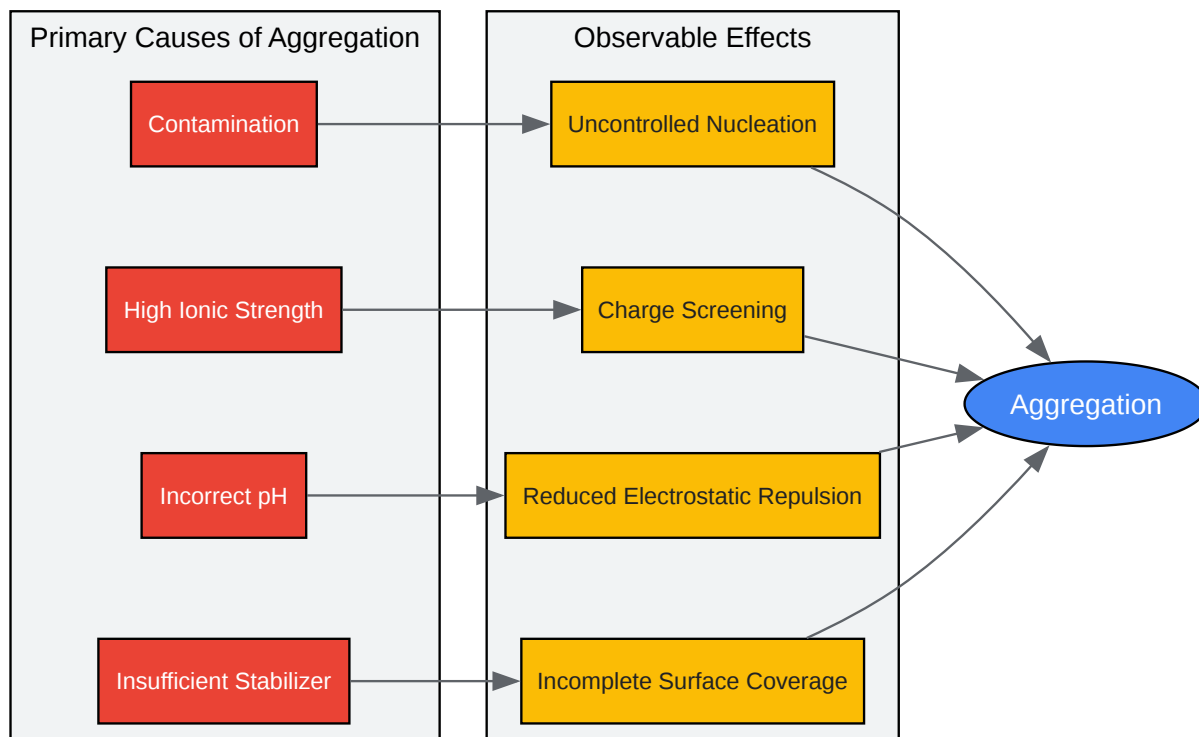 Primary Causes of Aggregation
Observable Effects
Contamination
Uncontrolled Nucleation
High Ionic Strength
Charge Screening
Aggregation
Incorrect pH
Reduced Electrostatic Repulsion
Insufficient Stabilizer
Incomplete Surface Coverage